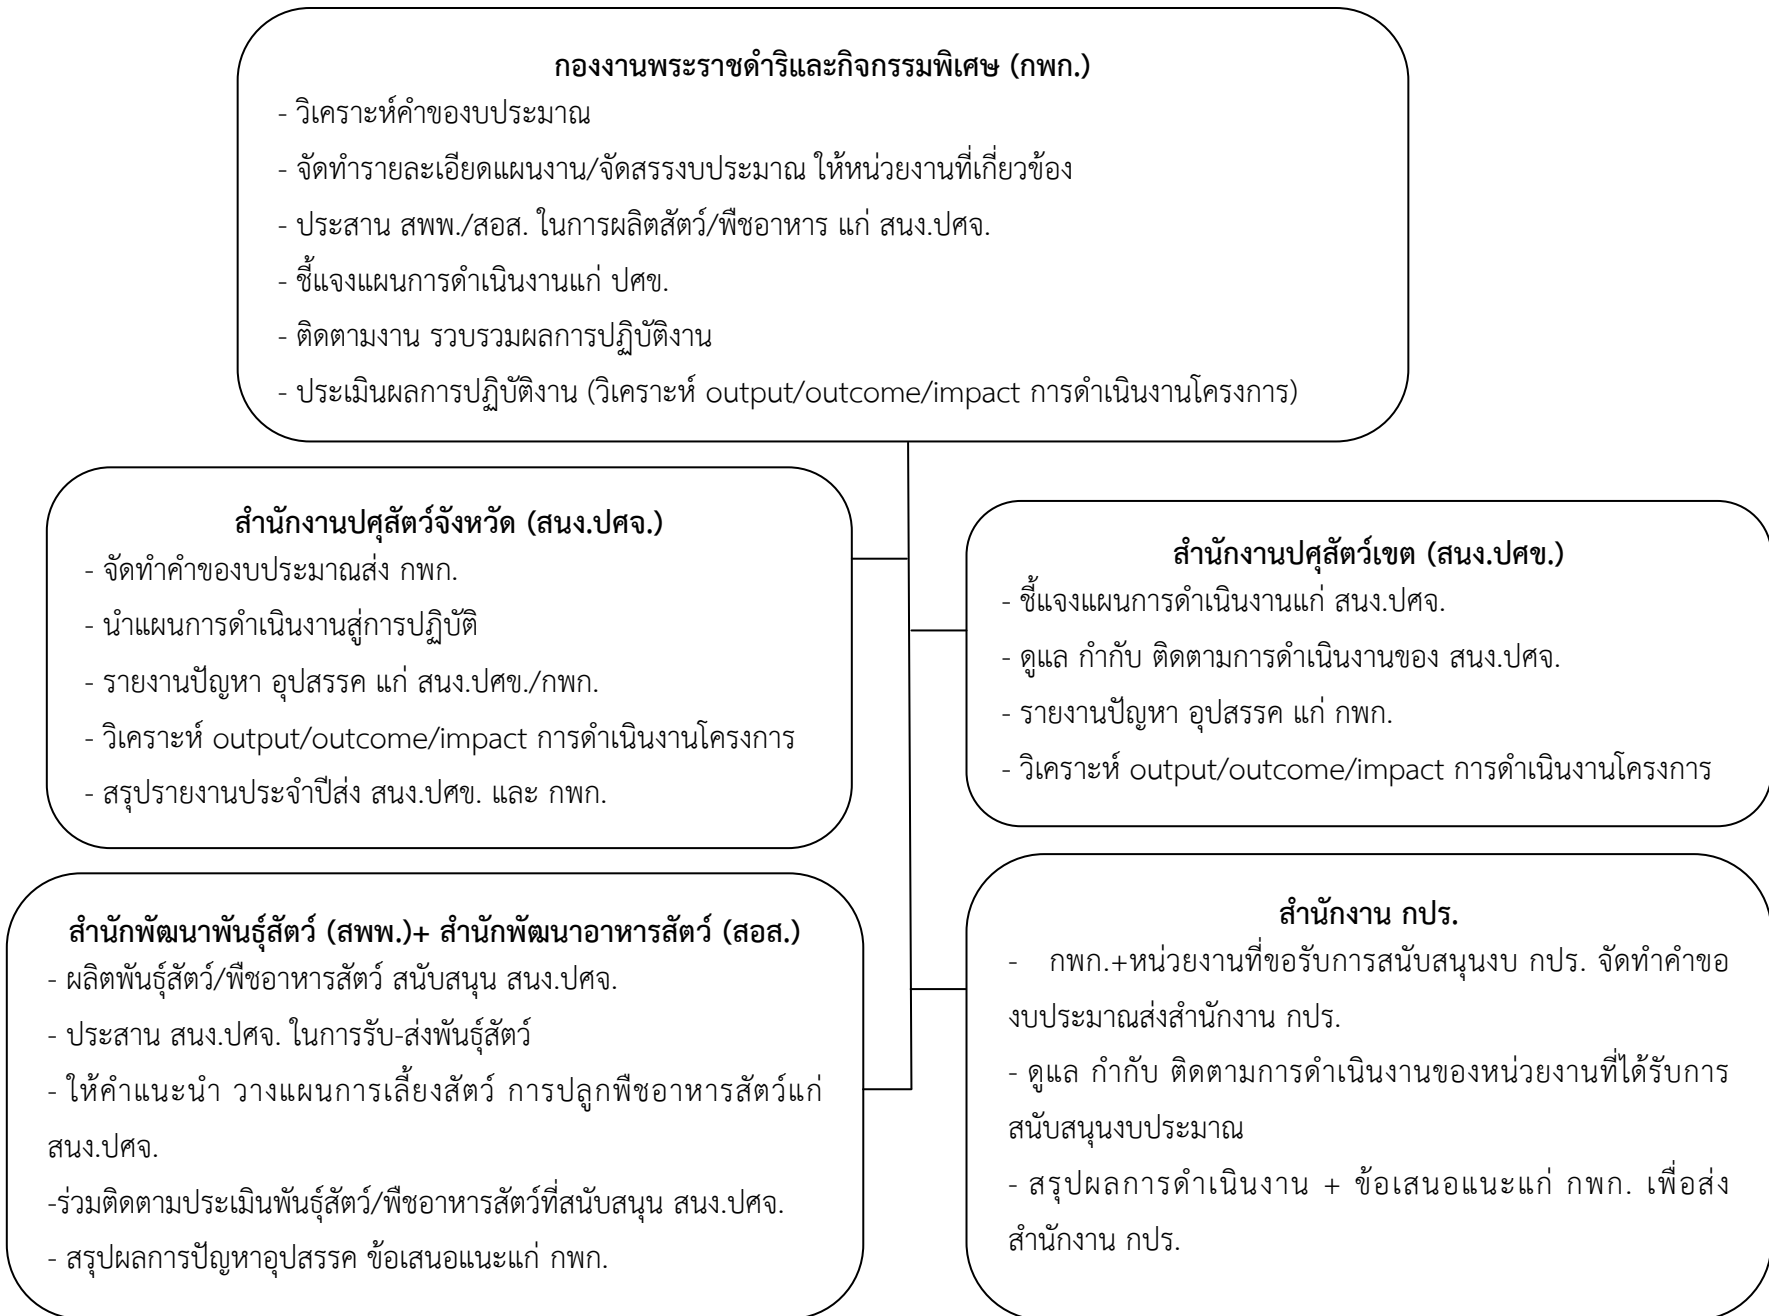 กองงานพระราชดำริและกิจกรรมพิเศษ (กพก.)
- วิเคราะห์คำของบประมาณ
- จัดทำรายละเอียดแผนงาน/จัดสรรงบประมาณ ให้หน่วยงานที่เกี่ยวข้อง
- ประสาน สพพ./สอส. ในการผลิตสัตว์/พืชอาหาร แก่ สนง.ปศจ.
- ชี้แจงแผนการดำเนินงานแก่ ปศข.
- ติดตามงาน รวบรวมผลการปฏิบัติงาน
- ประเมินผลการปฏิบัติงาน (วิเคราะห์ output/outcome/impact การดำเนินงานโครงการ)
สำนักงานปศุสัตว์จังหวัด (สนง.ปศจ.)
- จัดทำคำของบประมาณส่ง กพก.
- นำแผนการดำเนินงานสู่การปฏิบัติ
- รายงานปัญหา อุปสรรค แก่ สนง.ปศข./กพก.
- วิเคราะห์ output/outcome/impact การดำเนินงานโครงการ
- สรุปรายงานประจำปีส่ง สนง.ปศข. และ กพก.
สำนักงานปศุสัตว์เขต (สนง.ปศข.)
- ชี้แจงแผนการดำเนินงานแก่ สนง.ปศจ.
- ดูแล กำกับ ติดตามการดำเนินงานของ สนง.ปศจ.
- รายงานปัญหา อุปสรรค แก่ กพก.
- วิเคราะห์ output/outcome/impact การดำเนินงานโครงการ
สำนักพัฒนาพันธุ์สัตว์ (สพพ.)+ สำนักพัฒนาอาหารสัตว์ (สอส.)
- ผลิตพันธุ์สัตว์/พืชอาหารสัตว์ สนับสนุน สนง.ปศจ.
- ประสาน สนง.ปศจ. ในการรับ-ส่งพันธุ์สัตว์
- ให้คำแนะนำ วางแผนการเลี้ยงสัตว์ การปลูกพืชอาหารสัตว์แก่
สนง.ปศจ.
-ร่วมติดตามประเมินพันธุ์สัตว์/พืชอาหารสัตว์ที่สนับสนุน สนง.ปศจ.
- สรุปผลการปัญหาอุปสรรค ข้อเสนอแนะแก่ กพก.
สำนักงาน กปร.
- กพก.+หน่วยงานที่ขอรับการสนับสนุนงบ กปร. จัดทำคำขอ
งบประมาณส่งสำนักงาน กปร.
- ดูแล กำกับ ติดตามการดำเนินงานของหน่วยงานที่ได้รับการ
สนับสนุนงบประมาณ
- สรุปผลการดำเนินงาน + ข้อเสนอแนะแก่ กพก. เพื่อส่ง
สำนักงาน กปร.